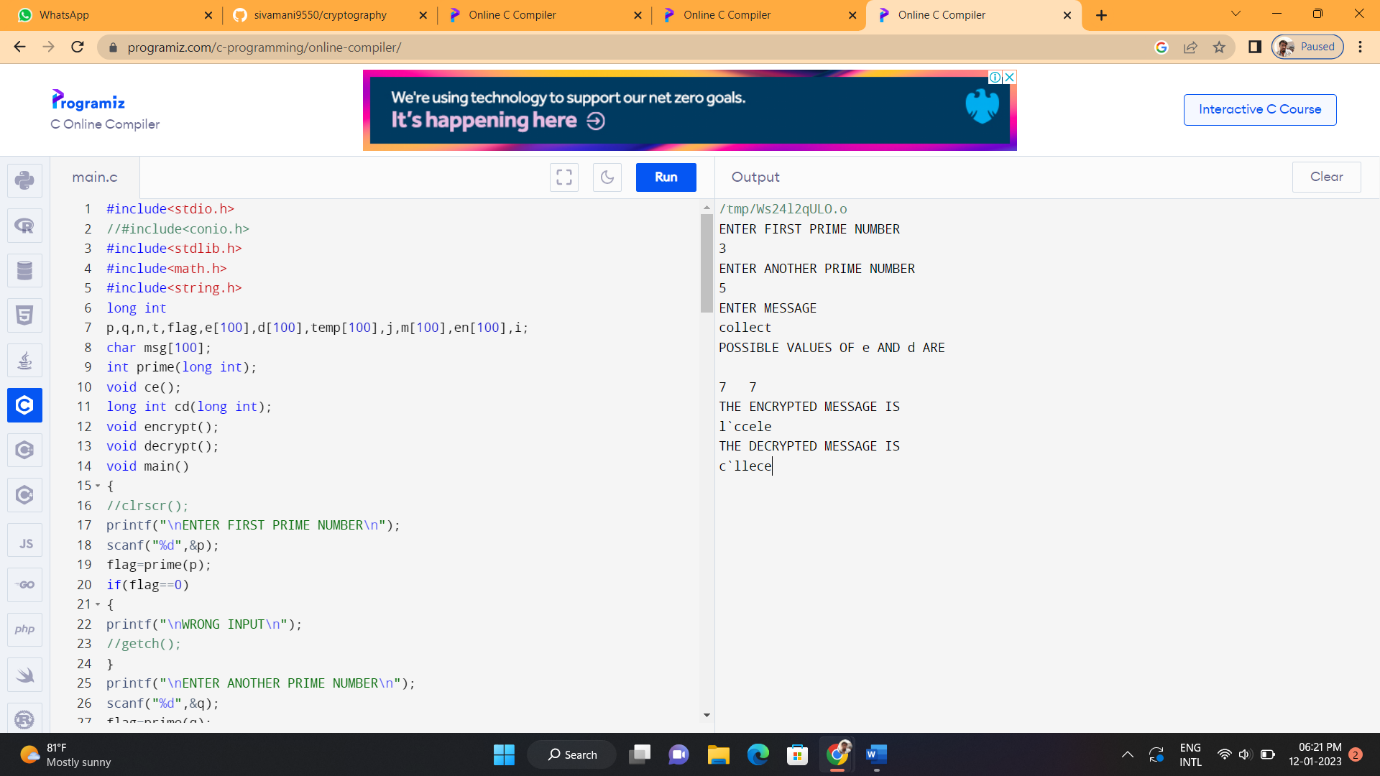 WhatsApp
sivamani9550/cryptography
Online C Compiler
Online C Compiler
Online C Compiler
programiz.com/c-programming/online-compiler/
Paused
Programiz
C Online Compiler
We're using technology to support our net zero goals.
It's happening here
Interactive C Course
main.c
Run
Output
Clear
1 #include<stdio.h>
2 //#include<conio.h>
3 #include<stdlib.h>
4 #include<math.h>
5 #include<string.h>
6 long int
7 p,q,n,t,flag,e[100],d[100],temp[100],j,m[100],en[100],i;
8 char msg[100];
9 int prime(long int);
10 void ce();
11 long int cd(long int);
12 void encrypt();
13 void decrypt();
14 void main()
15 {
16 //clrscr();
17 printf("\nENTER FIRST PRIME NUMBER\n");
18 scanf("%d",&p);
19 flag=prime(p);
20 if(flag==0)
21 {
22 printf("\nWRONG INPUT\n");
23 //getch();
24 }
25 printf("\nENTER ANOTHER PRIME NUMBER\n");
26 scanf("%d",&q);
27 flag=prime(q);
/tmp/Ws24l2qULO.o
ENTER FIRST PRIME NUMBER
3
ENTER ANOTHER PRIME NUMBER
5
ENTER MESSAGE
collect
POSSIBLE VALUES OF e AND d ARE
7 7
THE ENCRYPTED MESSAGE IS
l`ccele
THE DECRYPTED MESSAGE IS
c`llece
JS
GO
php
81°F
Mostly sunny
Search
ENG
INTL
06:21 PM
12-01-2023
2